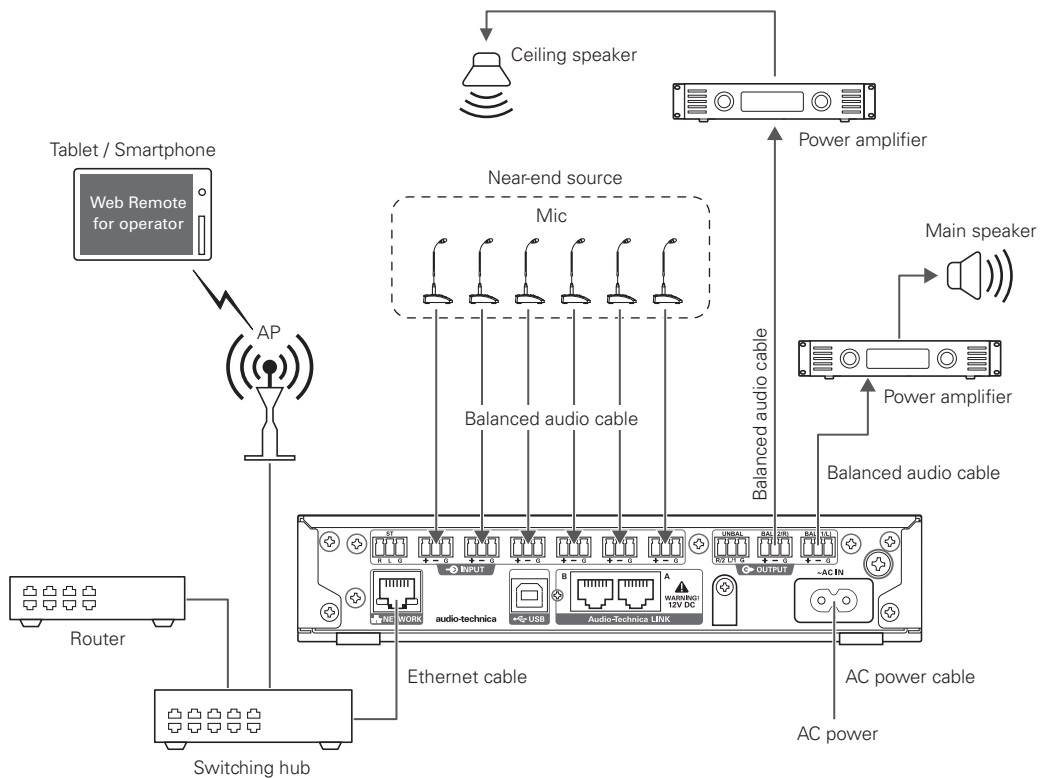 Ceiling speaker
Power amplifier
Tablet / Smartphone
Web Remote
for operator
Near-end source
Mic
Main speaker
AP
Power amplifier
Balanced audio cable
Balanced audio cable
Balanced audio cable
ST
UNBAL
BAL(2/R)
BAL(1/L)
R L G
+ − G
+ − G
+ − G
+ − G
+ − G
+ − G
R/2 L/1 G
+ − G
+ − G
INPUT
OUTPUT
~AC IN
B
A
WARNING!
12V DC
NETWORK
audio-technica
USB
Audio-Technica LINK
Router
Ethernet cable
AC power cable
AC power
Switching hub